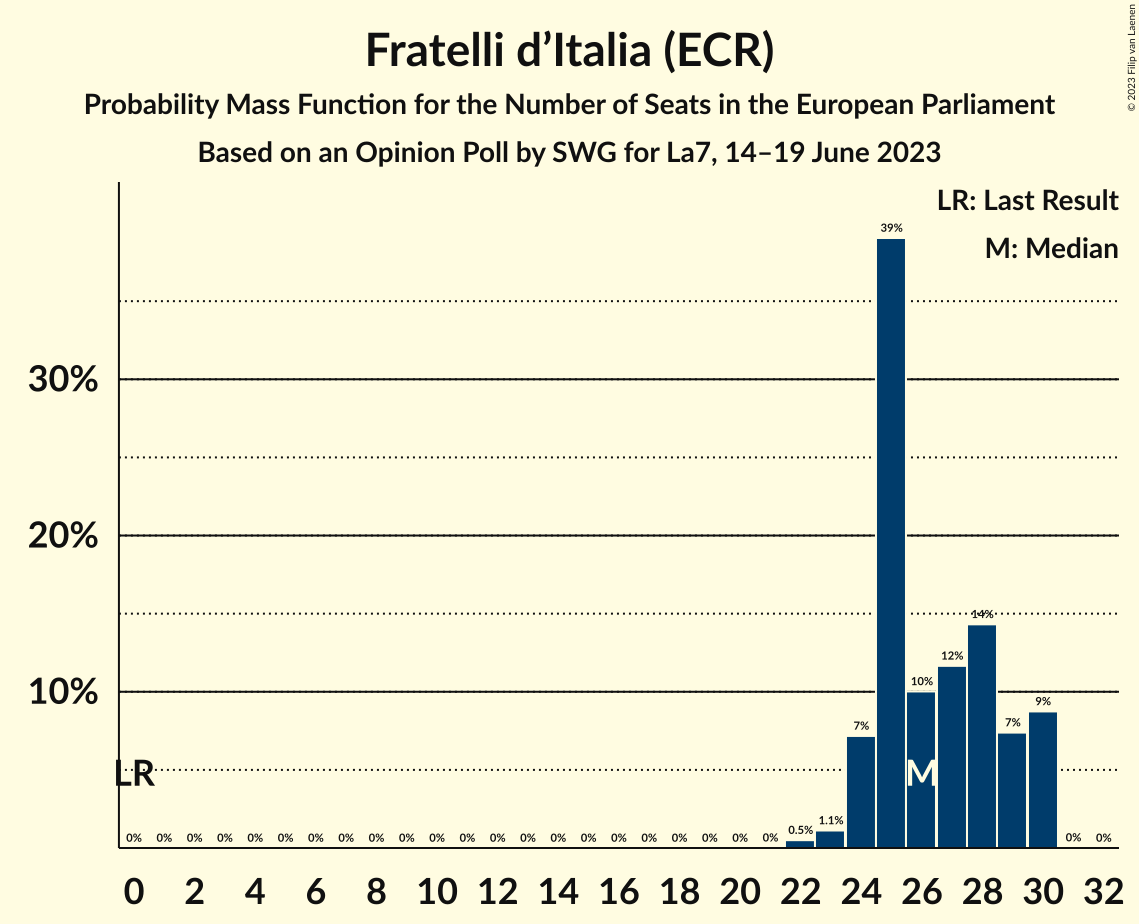 Fratelli d’Italia (ECR)
Probability Mass Function for the Number of Seats in the European Parliament
Based on an Opinion Poll by SWG for La7, 14–19 June 2023
© 2023 Filip van Laenen
LR: Last Result
M: Median
39%
30%
20%
14%
12%
10%
10%
9%
7%
7%
LR
M
0% 0% 0% 0% 0% 0% 0% 0% 0% 0% 0% 0% 0% 0% 0% 0% 0% 0% 0% 0% 0% 0% 0.5% 1.1% 0% 0%
0 2 4 6 8 10 12 14 16 18 20 22 24 26 28 30 32